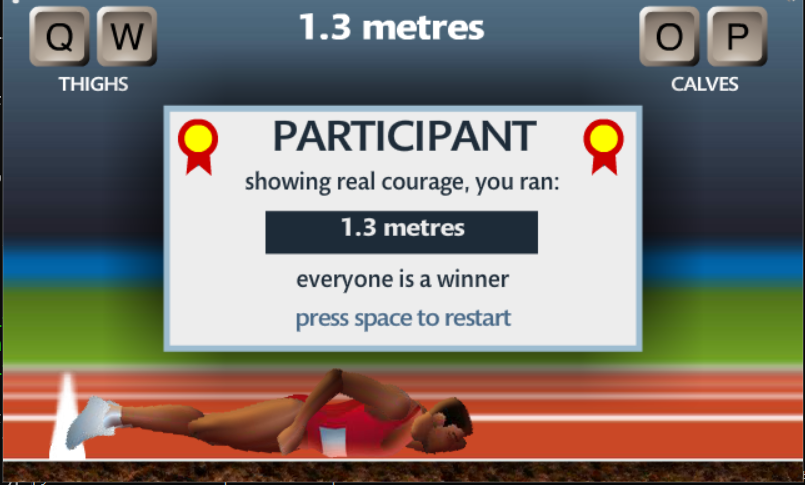 1.3 metres
Q W
THIGHS
O P
CALVES
PARTICIPANT
showing real courage, you ran:
1.3 metres
everyone is a winner
press space to restart